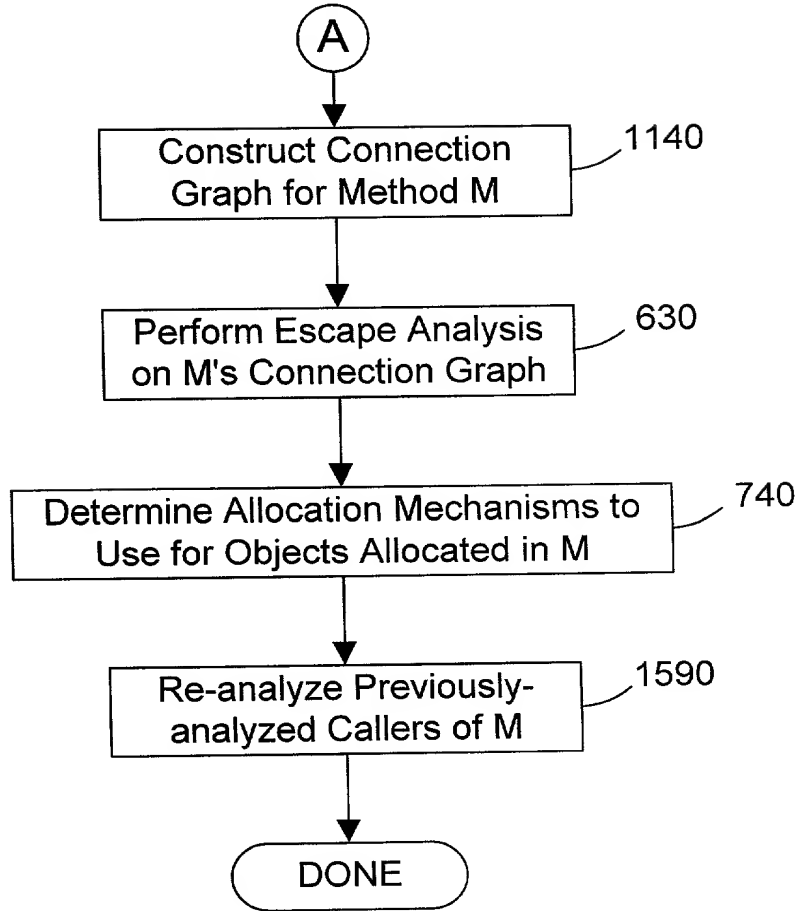 A
Construct Connection
Graph for Method M
1140
Perform Escape Analysis
on M's Connection Graph
630
Determine Allocation Mechanisms to
Use for Objects Allocated in M
740
Re-analyze Previously-
analyzed Callers of M
1590
DONE